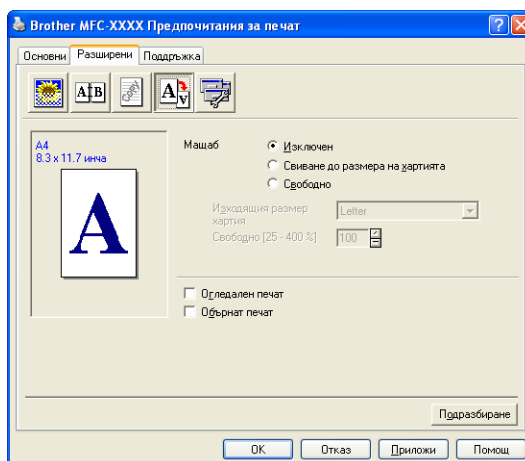 Brother MFC-XXXX Предпочитания за печат
Основни Разширени Поддръжка
A4
8.3 x 11.7 инча
A
Мащаб Изключен
Свиване до размера на хартията
Свободно
Изходящия размер хартия Letter
Свободно [25 - 400 %] 100
Огледален печат
Обърнат печат
Подразбиране
OK Отказ Приложи Помощ